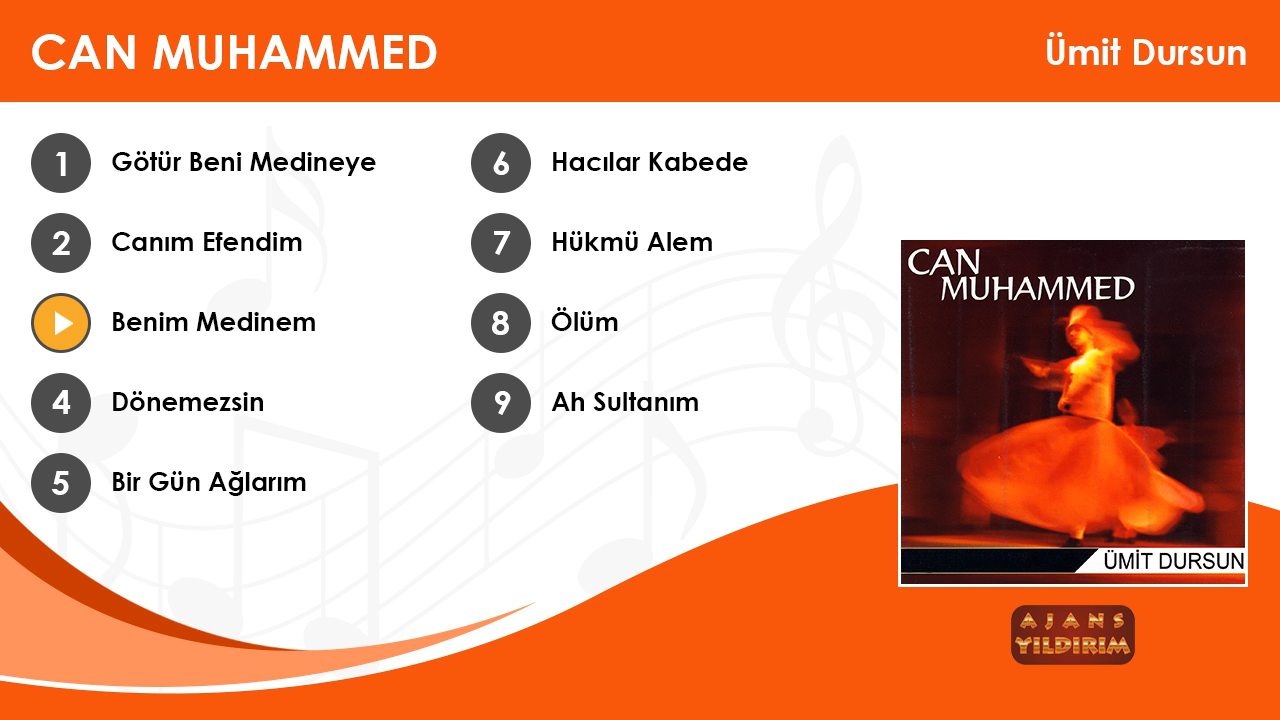 CAN MUHAMMED
Ümit Dursun
1 Götür Beni Medineye
2 Canım Efendim
Benim Medinem
4 Dönemezsin
5 Bir Gün Ağlarım
6 Hacılar Kabede
7 Hükmü Alem
8 Ölüm
9 Ah Sultanım
CAN
MUHAMMED
ÜMİT DURSUN
AJANS
YILDIRIM